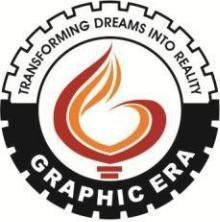 TRANSFORMING DREAMS INTO REALITY
GRAPHIC ERA